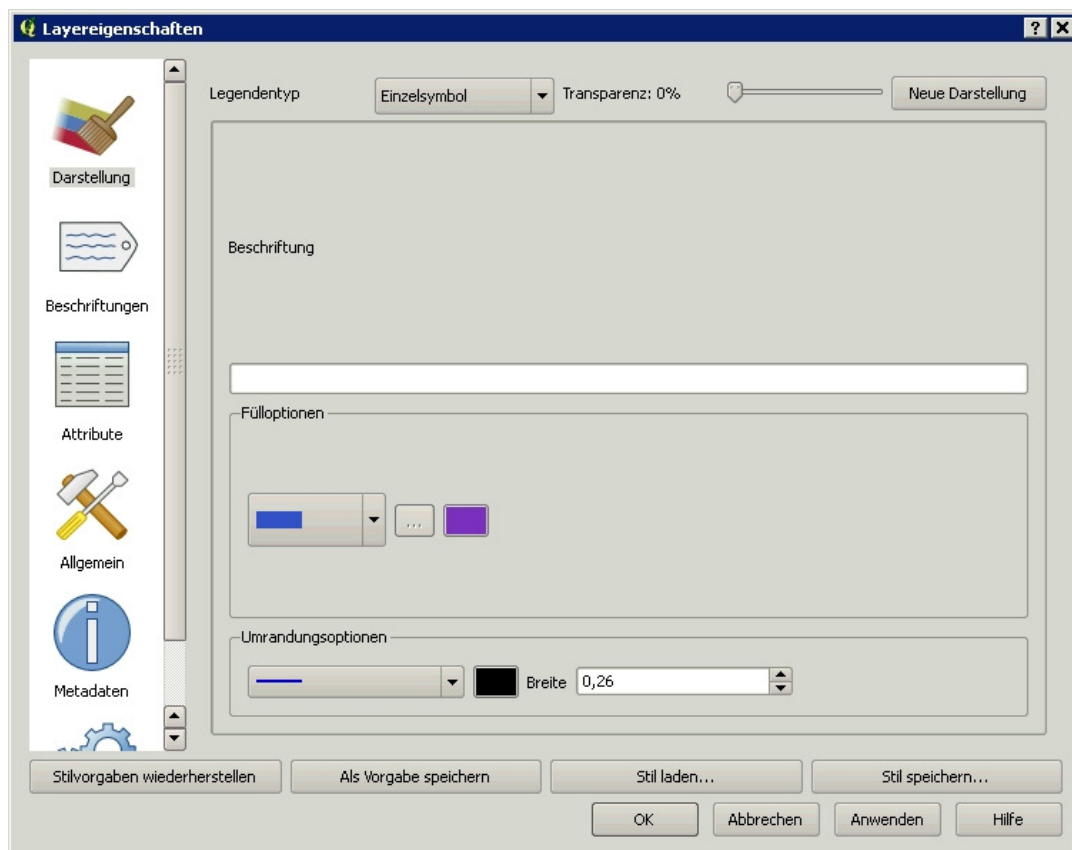 Layereigenschaften
Darstellung
Beschriftungen
Attribute
Allgemein
Metadaten
Legendentyp
Einzelsymbol
Transparenz: 0%
Neue Darstellung
Beschriftung
Fülloptionen
...
Umrandungsoptionen
Breite
0,26
Stilvorgaben wiederherstellen
Als Vorgabe speichern
Stil laden...
Stil speichern...
OK
Abbrechen
Anwenden
Hilfe